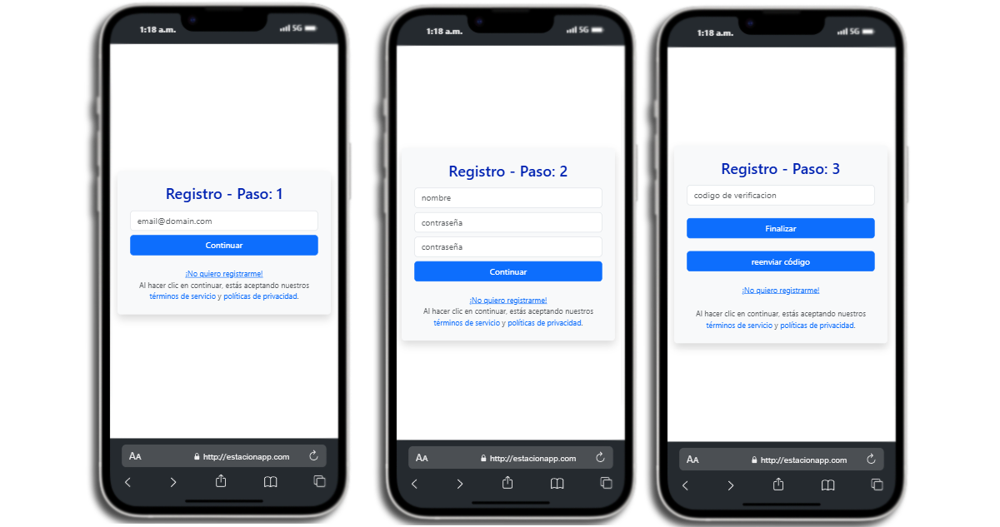 1:18 a.m.
5G
Registro - Paso: 1
email@domain.com
Continuar
¡No quiero registrarme!
Al hacer clic en continuar, estás aceptando nuestros
términos de servicio y políticas de privacidad.
AA
http://estacionapp.com
1:18 a.m.
5G
Registro - Paso: 2
nombre
contraseña
contraseña
Continuar
¡No quiero registrarme!
Al hacer clic en continuar, estás aceptando nuestros
términos de servicio y políticas de privacidad.
AA
http://estacionapp.com
1:18 a.m.
5G
Registro - Paso: 3
codigo de verificacion
Finalizar
reenviar código
¡No quiero registrarme!
Al hacer clic en continuar, estás aceptando nuestros
términos de servicio y políticas de privacidad.
AA
http://estacionapp.com